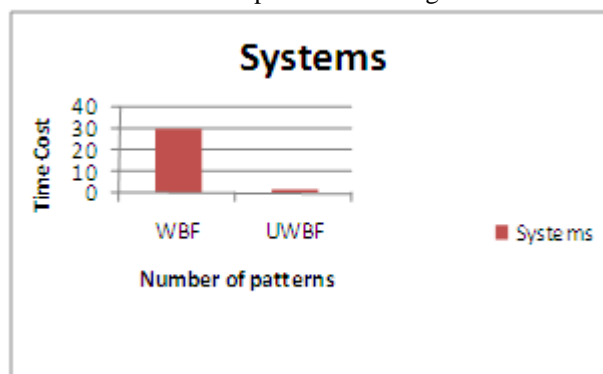 Systems
Time Cost
40
30
20
10
0
WBF UWBF
Systems
Number of patterns